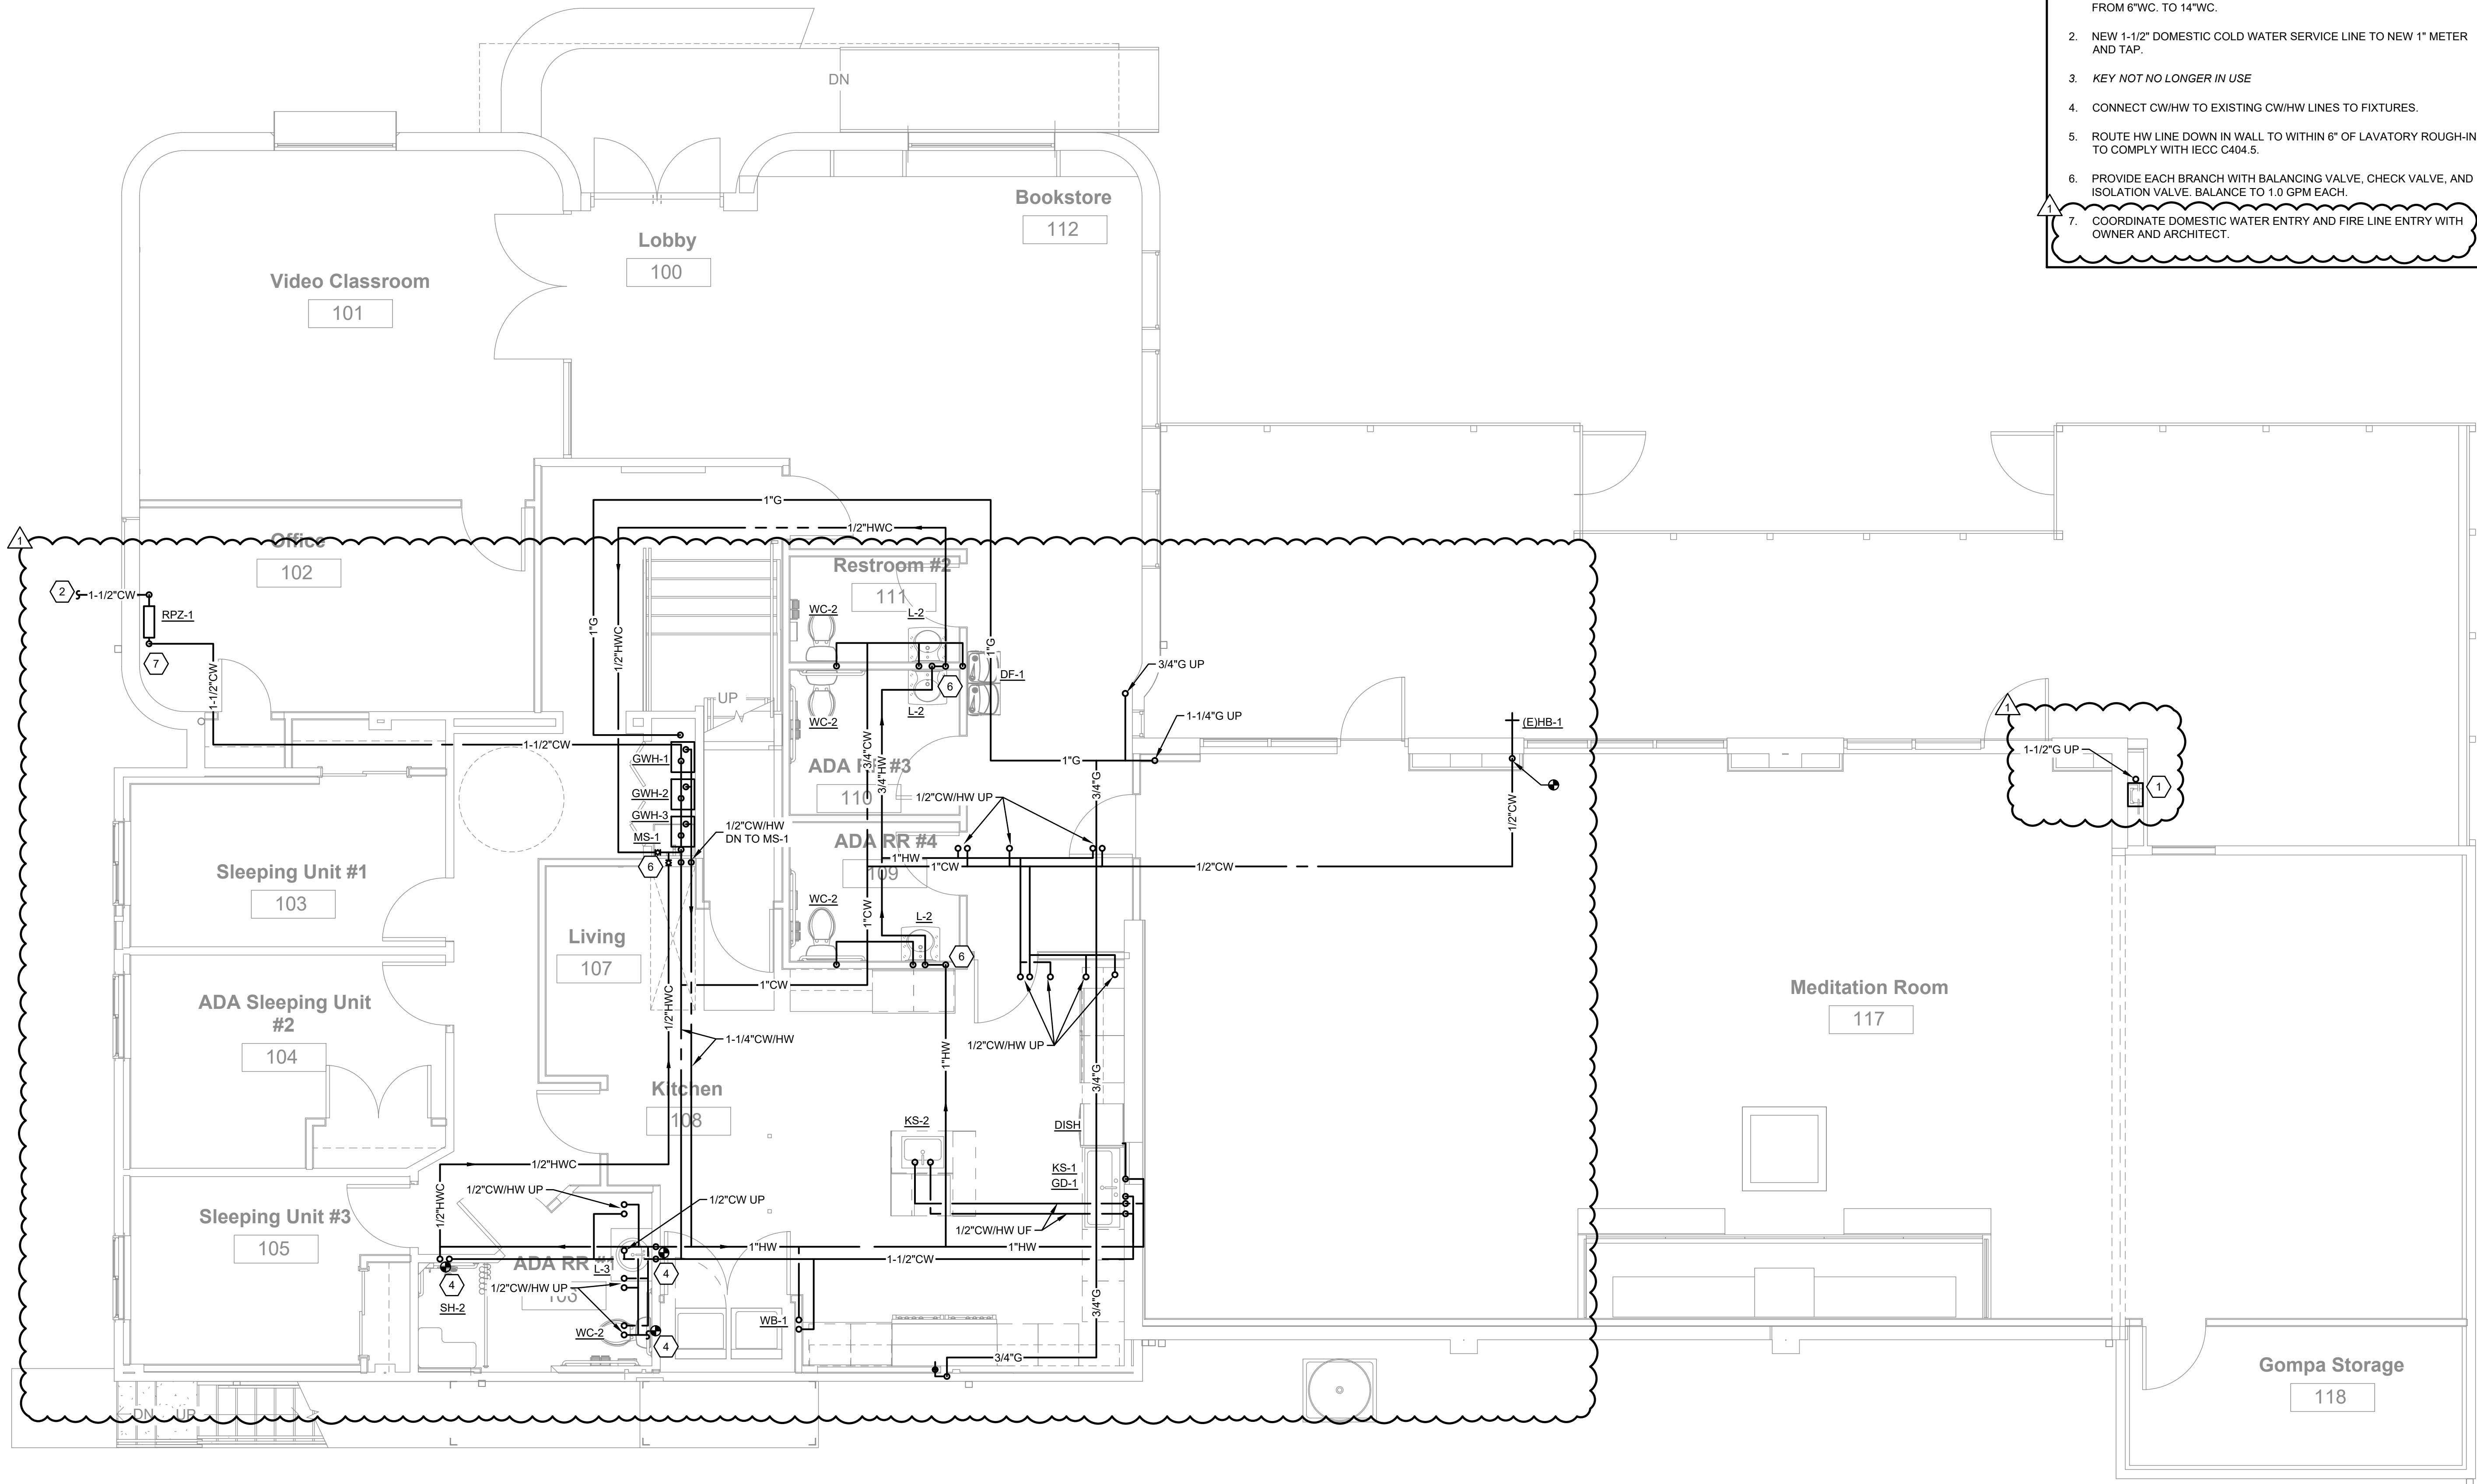 FROM 6"WC. TO 14"WC.
2. NEW 1-1/2" DOMESTIC COLD WATER SERVICE LINE TO NEW 1" METER
AND TAP.
3. KEY NOT NO LONGER IN USE
4. CONNECT CW/HW TO EXISTING CW/HW LINES TO FIXTURES.
5. ROUTE HW LINE DOWN IN WALL TO WITHIN 6" OF LAVATORY ROUGH-IN
TO COMPLY WITH IECC C404.5.
6. PROVIDE EACH BRANCH WITH BALANCING VALVE, CHECK VALVE, AND
ISOLATION VALVE. BALANCE TO 1.0 GPM EACH.
1
7. COORDINATE DOMESTIC WATER ENTRY AND FIRE LINE ENTRY WITH
OWNER AND ARCHITECT.
DN
Bookstore
112
Lobby
100
Video Classroom
101
1"G
1/2"HWC
1
Office
102
Restroom #2
111
2
1-1/2"CW
RPZ-1
7
1-1/2"CW
1"G
1/2"HWC
WC-2
L-2
1"G
DF-1
6
L-2
WC-2
UP
3/4"G UP
1-1/4"G UP
(E)HB-1
1
1-1/2"G UP
1
1-1/2"CW
GWH-1
GWH-2
GWH-3
MS-1
6
1/2"CW/HW
DN TO MS-1
3/4"CW
3/4"HW
ADA #3
110
1"G
3/4"G
1/2"CW/HW UP
1/2"CW
ADA RR #4
109
1"HW
1"CW
1/2"CW
Sleeping Unit #1
103
WC-2
1"CW
L-2
6
Living
107
1"CW
ADA Sleeping Unit
#2
104
1/2"HWC
1-1/4"CW/HW
1"HW
1/2"CW/HW UP
3/4"G
Meditation Room
117
Kitchen
108
KS-2
DISH
KS-1
GD-1
1/2"HWC
1/2"HWC
1/2"CW/HW UP
1/2"CW UP
1/2"CW/HW UF
Sleeping Unit #3
105
1"HW
1"HW
1-1/2"CW
ADA RR
L-3
4
4
SH-2
1/2"CW/HW UP
WC-2
4
WB-1
3/4"G
3/4"G
Gompa Storage
118
DN
UP